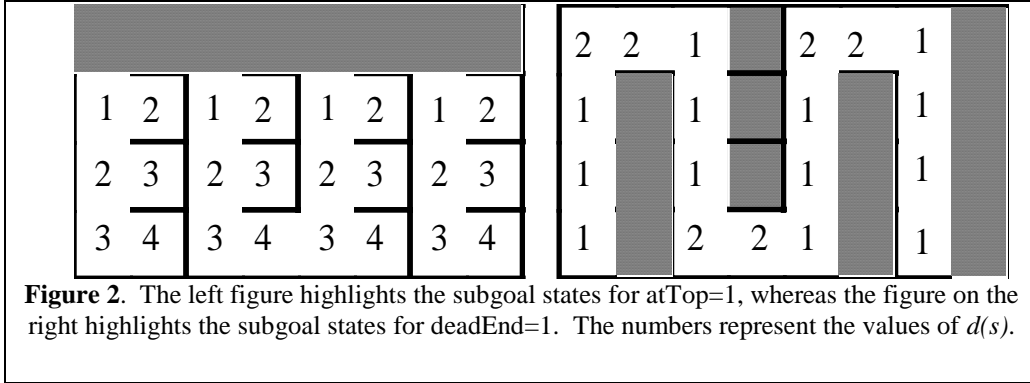 2 2 1 2 2 1
1 2 1 2 1 2 1 2 1 1 1 1
2 3 2 3 2 3 2 3 1 1 1 1
3 4 3 4 3 4 3 4 1 2 2 1 1
Figure 2. The left figure highlights the subgoal states for atTop=1, whereas the figure on the
right highlights the subgoal states for deadEnd=1. The numbers represent the values of d(s).